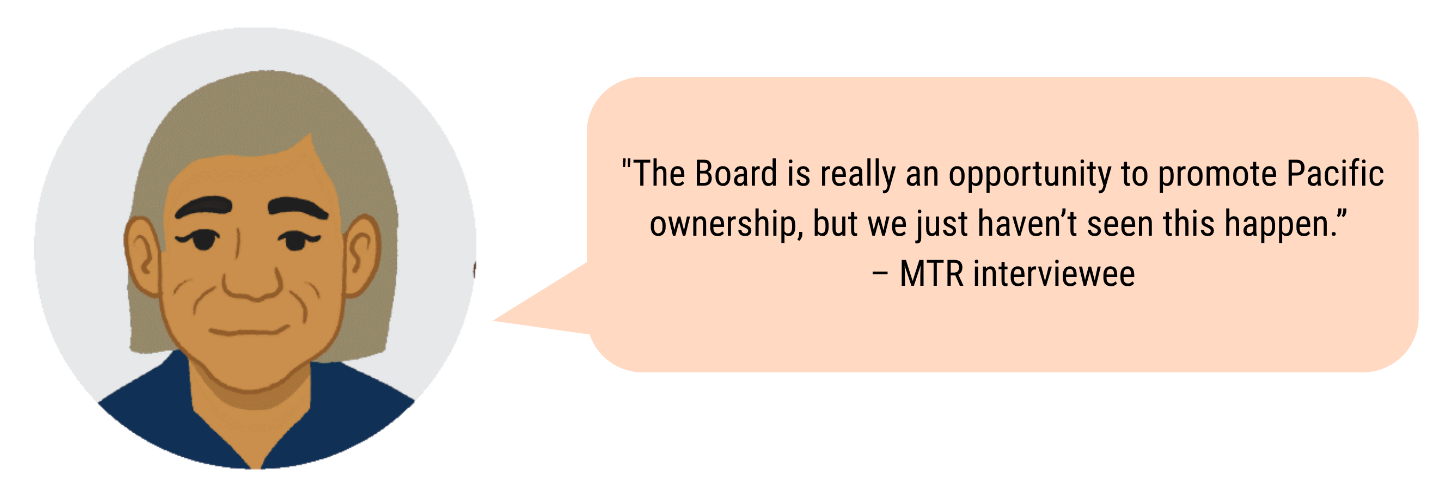 "The Board is really an opportunity to promote Pacific
ownership, but we just haven’t seen this happen.”
– MTR interviewee